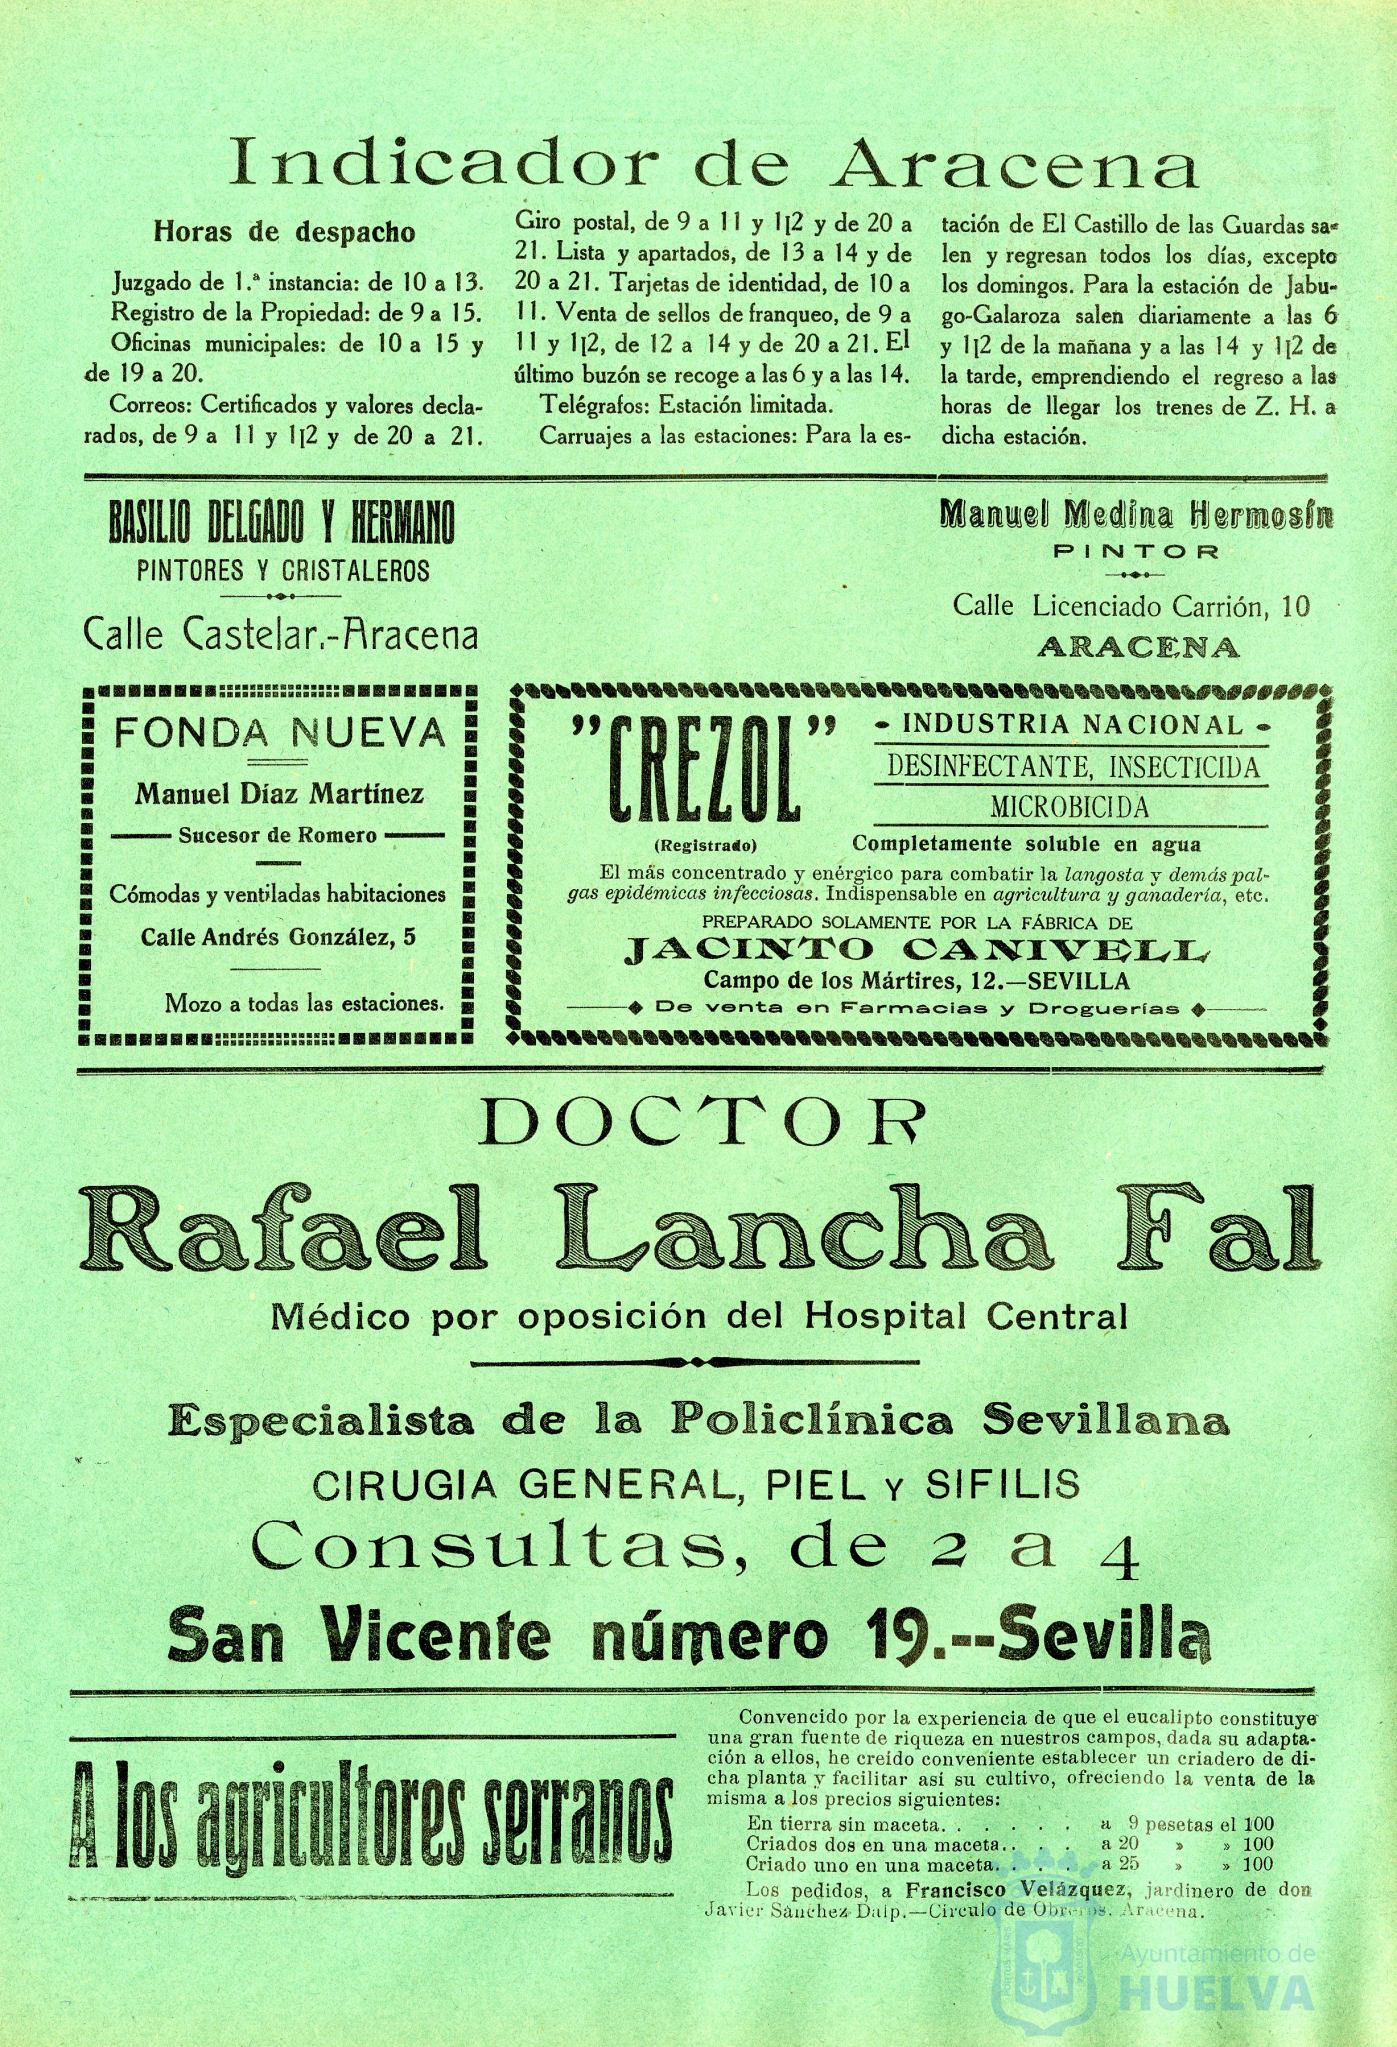 Indicador de Aracena
Horas de despacho
Juzgado de 1.ª instancia: de 10 a 13.
Registro de la Propiedad: de 9 a 15.
Oficinas municipales: de 10 a 15 y
de 19 a 20.
Correos: Certificados y valores decla-
rados, de 9 a 11 y 1|2 y de 20 a 21.
Giro postal, de 9 a 11 y 1|2 y de 20 a
21. Lista y apartados, de 13 a 14 y de
20 a 21. Tarjetas de identidad, de 10 a
11. Venta de sellos de franqueo, de 9 a
11 y 1|2, de 12 a 14 y de 20 a 21. El
último buzón se recoge a las 6 y a las 14.
Telégrafos: Estación limitada.
Carruajes a las estaciones: Para la es-
tación de El Castillo de las Guardas sa-
len y regresan todos los días, excepto
los domingos. Para la estación de Jabu-
go-Galaroza salen diariamente a las 6
y 1|2 de la mañana y a las 14 y 1|2 de
la tarde, emprendiendo el regreso a las
horas de llegar los trenes de Z. H. a
dicha estación.
BASILIO DELGADO Y HERMANO
PINTORES Y CRISTALEROS
Calle Castelar.-Aracena
Manuel Medina Hermosín
PINTOR
Calle Licenciado Carrión, 10
ARACENA
FONDA NUEVA
Manuel Díaz Martínez
Sucesor de Romero
Cómodas y ventiladas habitaciones
Calle Andrés González, 5
Mozo a todas las estaciones.
"CREZOL"
(Registrado)
- INDUSTRIA NACIONAL -
DESINFECTANTE, INSECTICIDA
MICROBICIDA
Completamente soluble en agua
El más concentrado y enérgico para combatir la langosta y demás pal-
gas epidémicas infecciosas. Indispensable en agricultura y ganadería, etc.
PREPARADO SOLAMENTE POR LA FÁBRICA DE
JACINTO CANIVELL
Campo de los Mártires, 12.—SEVILLA
De venta en Farmacias y Droguerías
DOCTOR
Rafael Lancha Fal
Médico por oposición del Hospital Central
Especialista de la Policlínica Sevillana
CIRUGIA GENERAL, PIEL Y SIFILIS
Consultas, de 2 a 4
San Vicente número 19.--Sevilla
A los agricultores serranos
Convencido por la experiencia de que el eucalipto constituye
una gran fuente de riqueza en nuestros campos, dada su adapta-
ción a ellos, he creído conveniente establecer un criadero de di-
cha planta y facilitar asi su cultivo, ofreciendo la venta de la
misma a los precios siguientes:
En tierra sin maceta. . . . . . a 9 pesetas el 100
Criados dos en una maceta. . . . . a 20 » » 100
Criado uno en una maceta. . . . . a 25 » » 100
Los pedidos, a Francisco Velázquez, jardinero de don
Javier Sánchez Dalp.—Círculo de Obreros. Aracena.
Ayuntamiento de
HUELVA